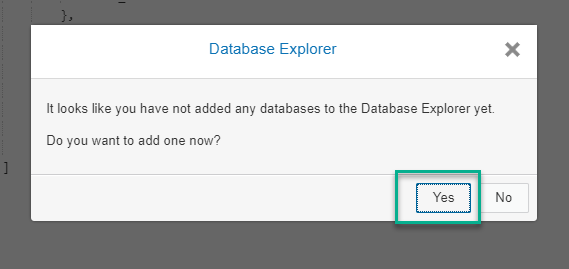 },
Database Explorer
It looks like you have not added any databases to the Database Explorer yet.
Do you want to add one now?
]
Yes No